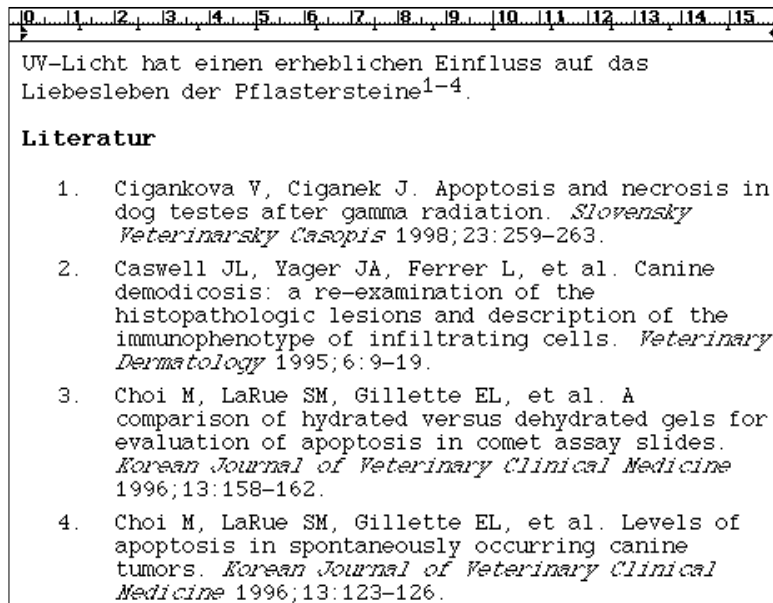 0 1 2 3 4 5 6 7 8 9 10 11 12 13 14 15
UV-Licht hat einen erheblichen Einfluss auf das
Liebesleben der Pflastersteine1-4.
Literatur
1. Cigankova V, Ciganek J. Apoptosis and necrosis in
dog testes after gamma radiation. Slovensky
Veterinarsky Casopis 1998;23:259-263.
2. Caswell JL, Yager JA, Ferrer L, et al. Canine
demodicosis: a re-examination of the
histopathologic lesions and description of the
immunophenotype of infiltrating cells. Veterinary
Dermatology 1995;6:9-19.
3. Choi M, LaRue SM, Gillette EL, et al. A
comparison of hydrated versus dehydrated gels for
evaluation of apoptosis in comet assay slides.
Korean Journal of Veterinary Clinical Medicine
1996;13:158-162.
4. Choi M, LaRue SM, Gillette EL, et al. Levels of
apoptosis in spontaneously occurring canine
tumors. Korean Journal of Veterinary Clinical
Medicine 1996;13:123-126.